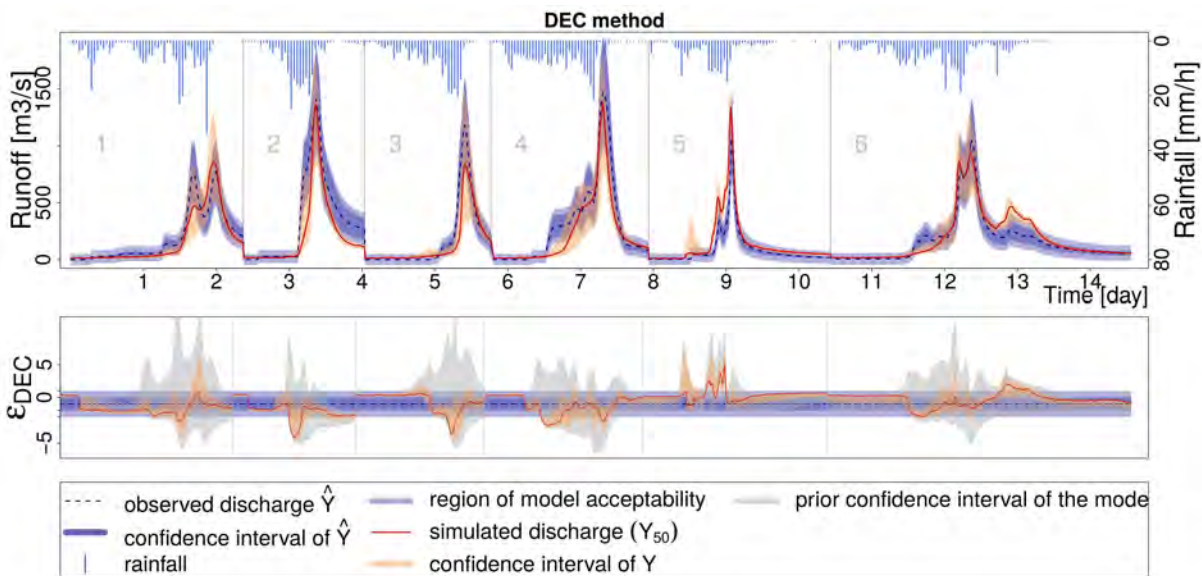 DEC method
Runoff [m3/s]
1500
500
0
1 2 3 4 5 6
0
20
40
60
80
Rainfall [mm/h]
1 2 3 4 5 6 7 8 9 10 11 12 13 14
Time [day]
εDEC
5
0
−5
observed discharge Ŷ
confidence interval of Ŷ
rainfall
region of model acceptability
simulated discharge (Y50)
confidence interval of Y
prior confidence interval of the mode